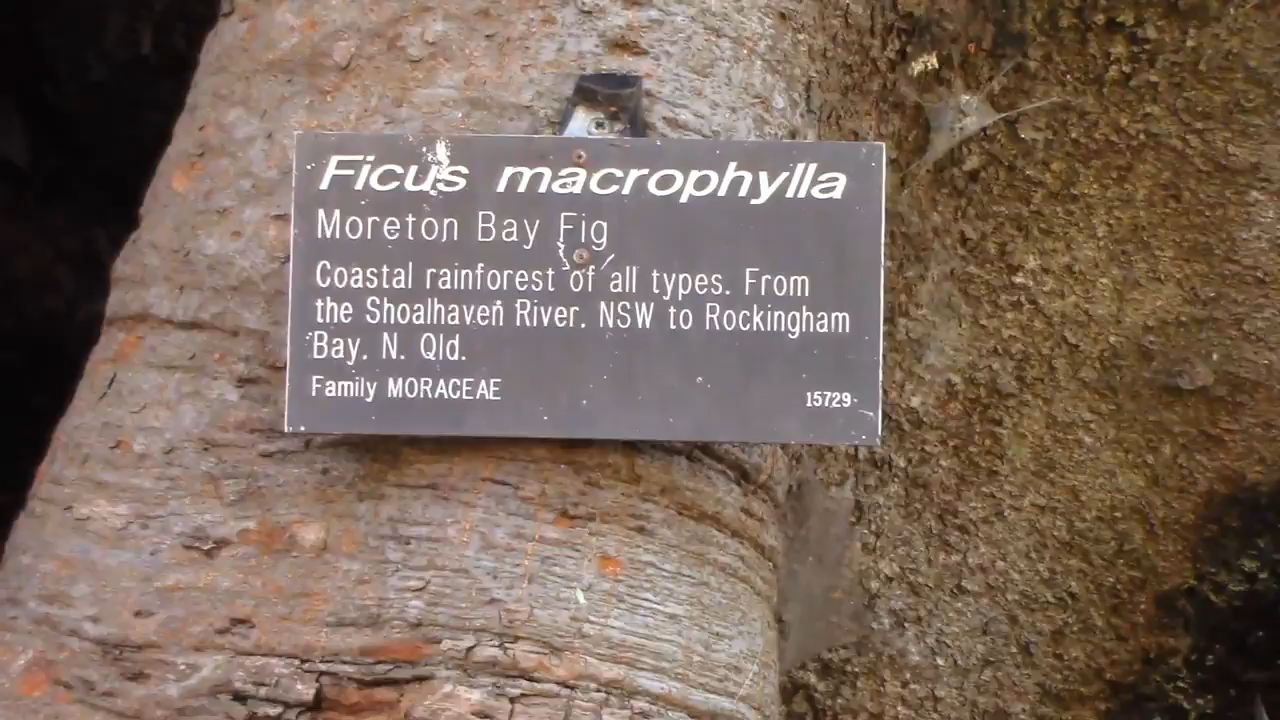 Ficus macrophylla
Moreton Bay Fig
Coastal rainforest of all types. From
the Shoalhaven River. NSW to Rockingham
Bay. N. Qld.
Family MORACEAE
15729